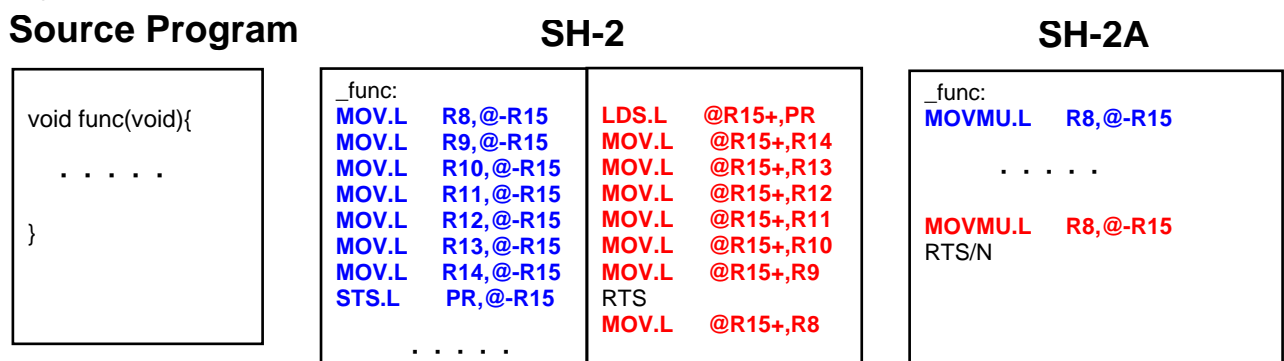 Source Program
SH-2
SH-2A
void func(void){
. . . . .
}
_func:
MOV.L R8,@-R15
MOV.L R9,@-R15
MOV.L R10,@-R15
MOV.L R11,@-R15
MOV.L R12,@-R15
MOV.L R13,@-R15
MOV.L R14,@-R15
STS.L PR,@-R15
. . . . .
LDS.L @R15+,PR
MOV.L @R15+,R14
MOV.L @R15+,R13
MOV.L @R15+,R12
MOV.L @R15+,R11
MOV.L @R15+,R10
MOV.L @R15+,R9
RTS
MOV.L @R15+,R8
_func:
MOVMU.L R8,@-R15
. . . . .
MOVMU.L R8,@-R15
RTS/N